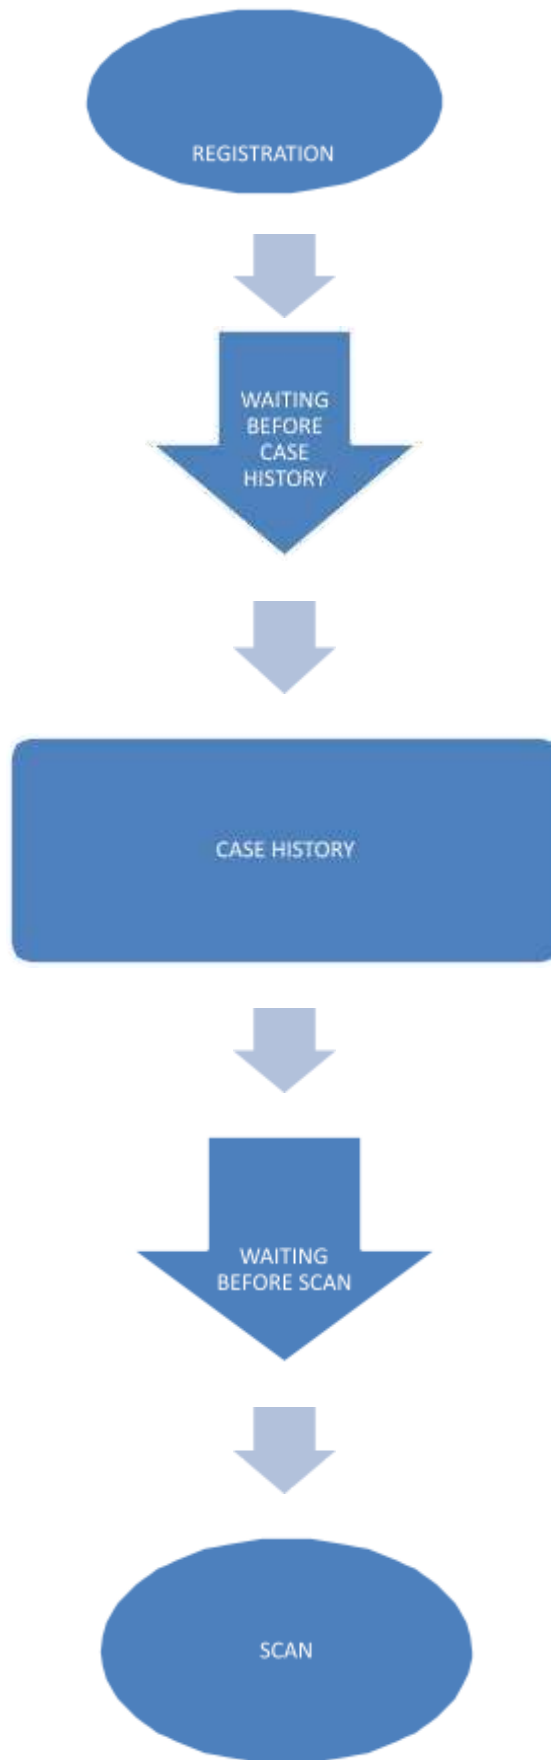 REGISTRATION
WAITING
BEFORE
CASE
HISTORY
CASE HISTORY
WAITING
BEFORE SCAN
SCAN